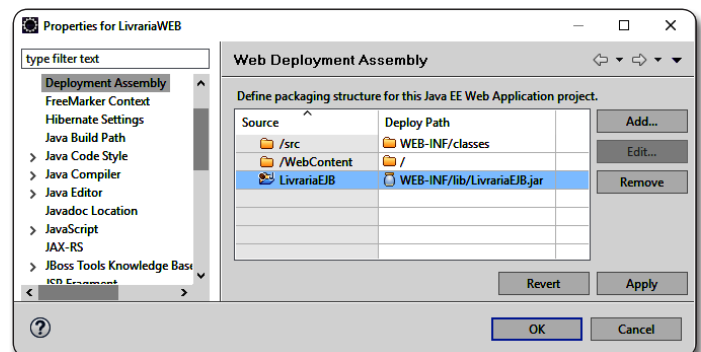 Properties for LivrariaWEB
type filter text
Deployment Assembly
FreeMarker Context
Hibernate Settings
Java Build Path
Java Code Style
Java Compiler
Java Editor
Javadoc Location
JavaScript
JAX-RS
JBoss Tools Knowledge Base
JSP Fragment
Web Deployment Assembly
Define packaging structure for this Java EE Web Application project.
Source Deploy Path
/src WEB-INF/classes
/WebContent /
LivrariaEJB WEB-INF/lib/LivrariaEJB.jar
Add...
Edit...
Remove
Revert Apply
OK Cancel